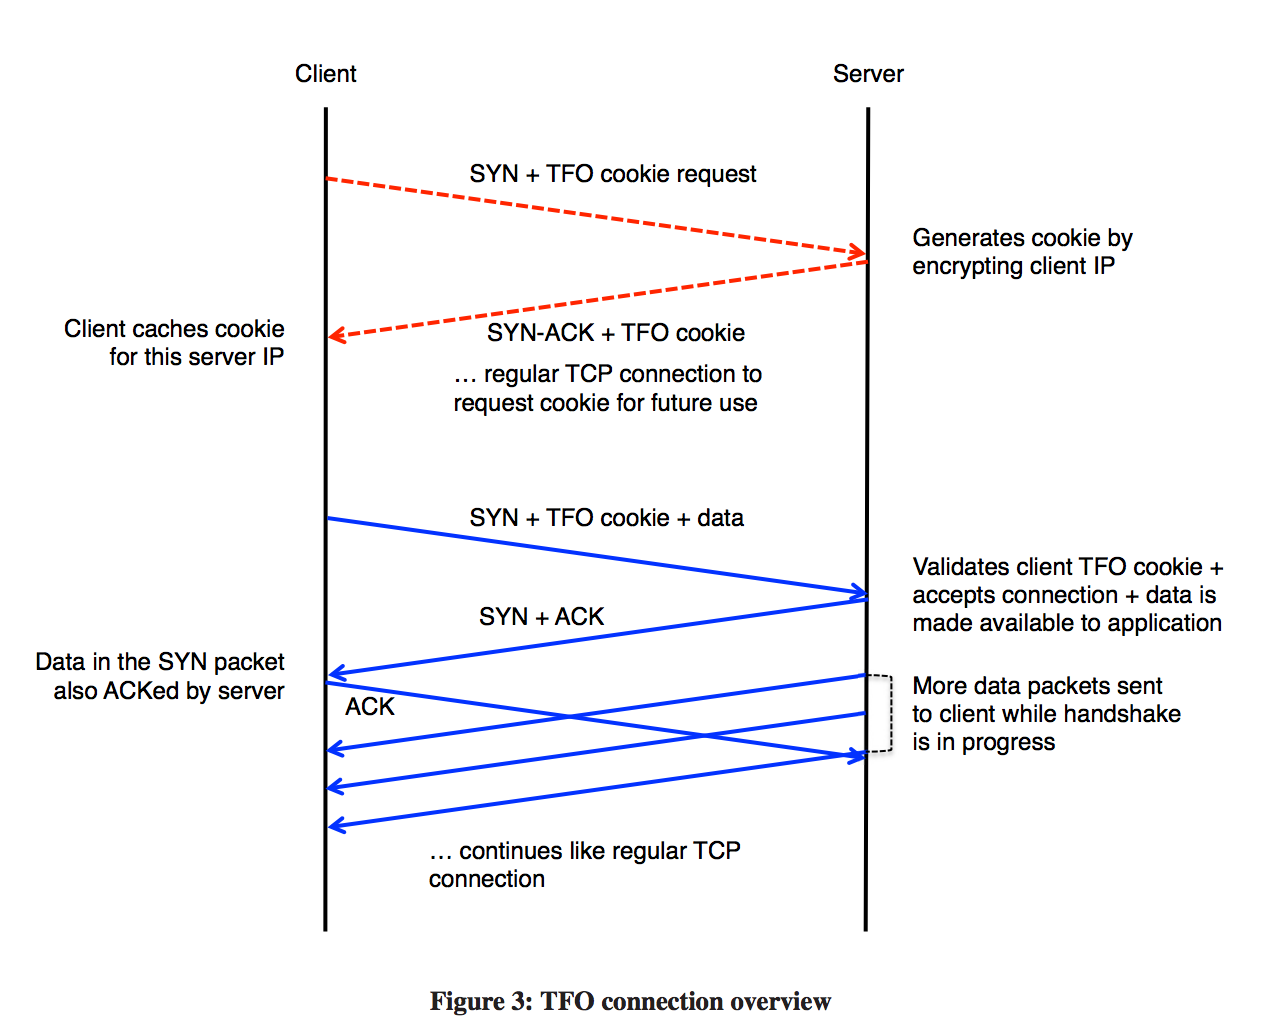 Client
Server
SYN + TFO cookie request
Generates cookie by
encrypting client IP
Client caches cookie
for this server IP
SYN-ACK + TFO cookie
… regular TCP connection to
request cookie for future use
SYN + TFO cookie + data
Validates client TFO cookie +
accepts connection + data is
made available to application
SYN + ACK
Data in the SYN packet
also ACKed by server
ACK
More data packets sent
to client while handshake
is in progress
… continues like regular TCP
connection
Figure 3: TFO connection overview